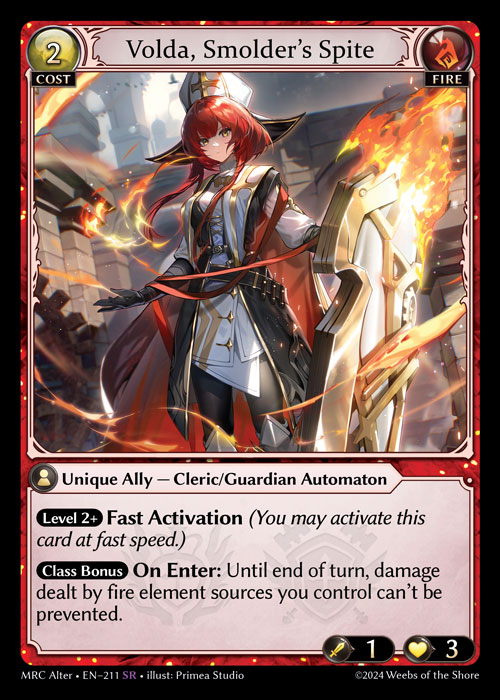 2
COST
Volda, Smolder's Spite
FIRE
Unique Ally — Cleric/Guardian Automaton
Level 2+ Fast Activation (You may activate this
card at fast speed.)
Class Bonus On Enter: Until end of turn, damage
dealt by fire element sources you control can't be
prevented.
1
3
MRC Alter • EN–211 SR • illust: Primea Studio
©2024 Weebs of the Shore